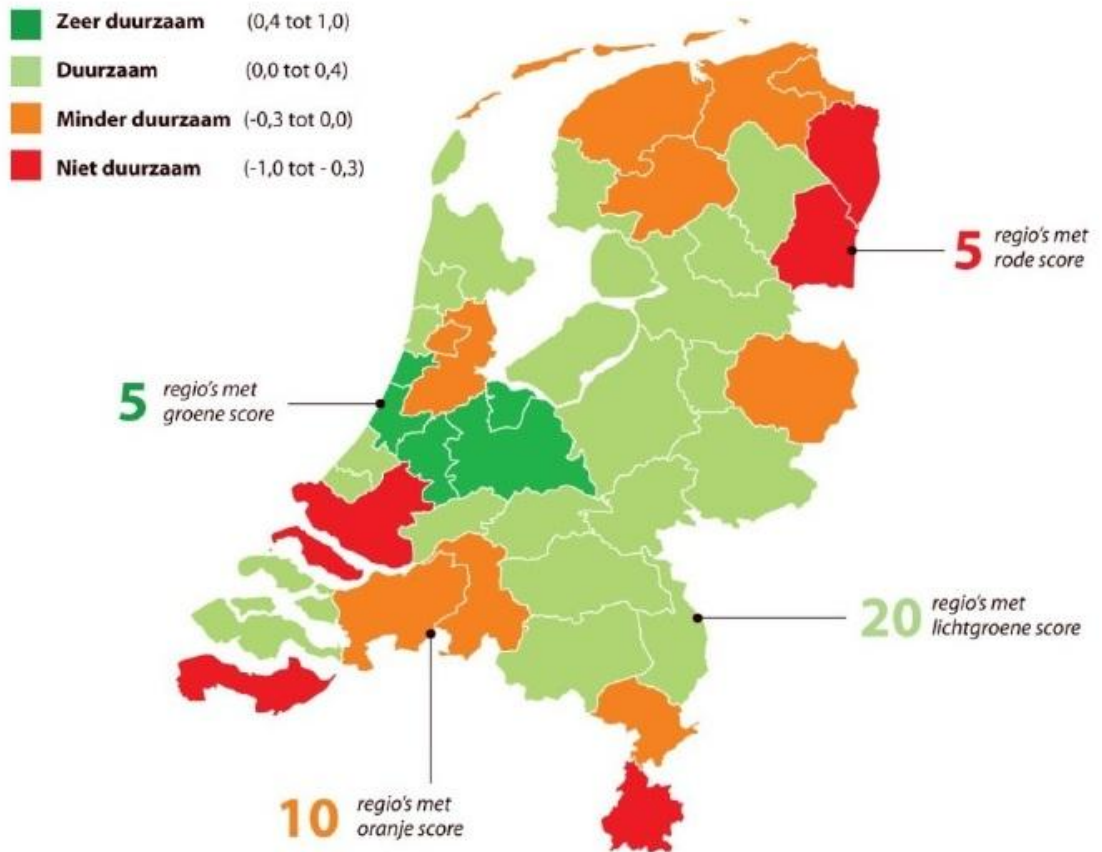 Zeer duurzaam (0,4 tot 1,0)
Duurzaam (0,0 tot 0,4)
Minder duurzaam (-0,3 tot 0,0)
Niet duurzaam (-1,0 tot - 0,3)
5 regio's met
rode score
5 regio's met
groene score
20 regio's met
lichtgroene score
10 regio's met
oranje score